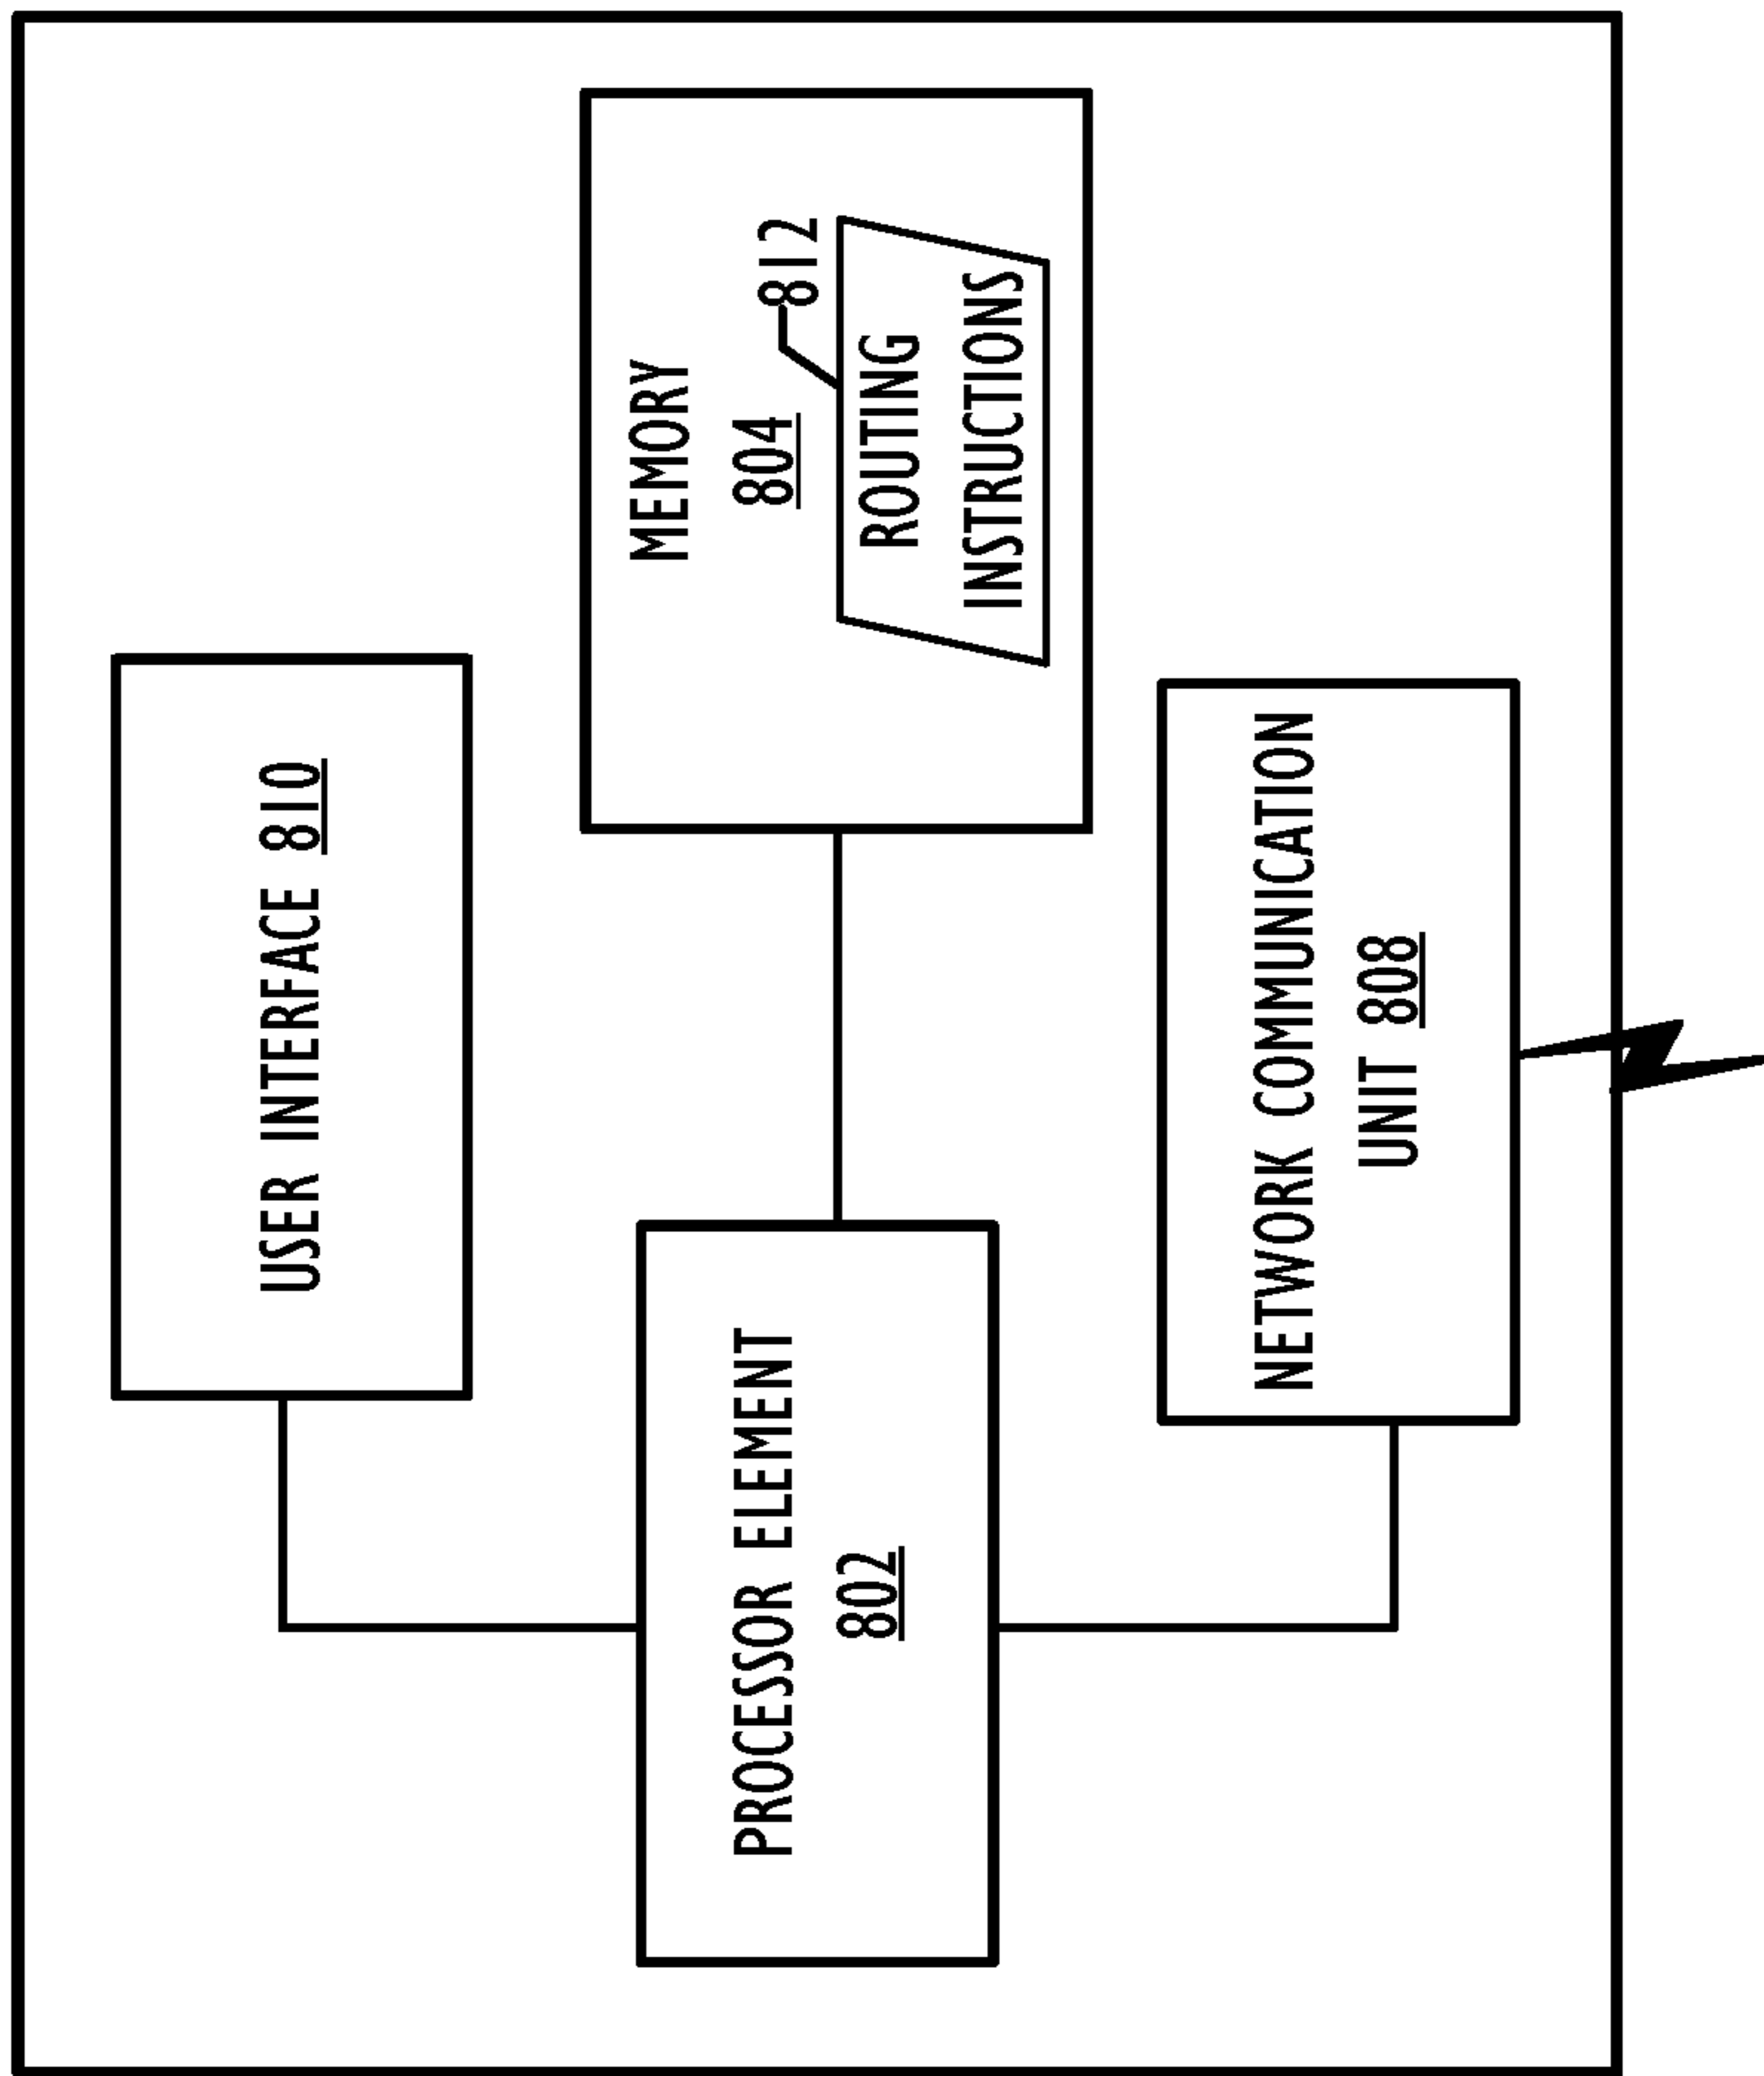 USER INTERFACE 810
MEMORY
804
812
ROUTING
INSTRUCTIONS
PROCESSOR ELEMENT
802
NETWORK COMMUNICATION
UNIT 808